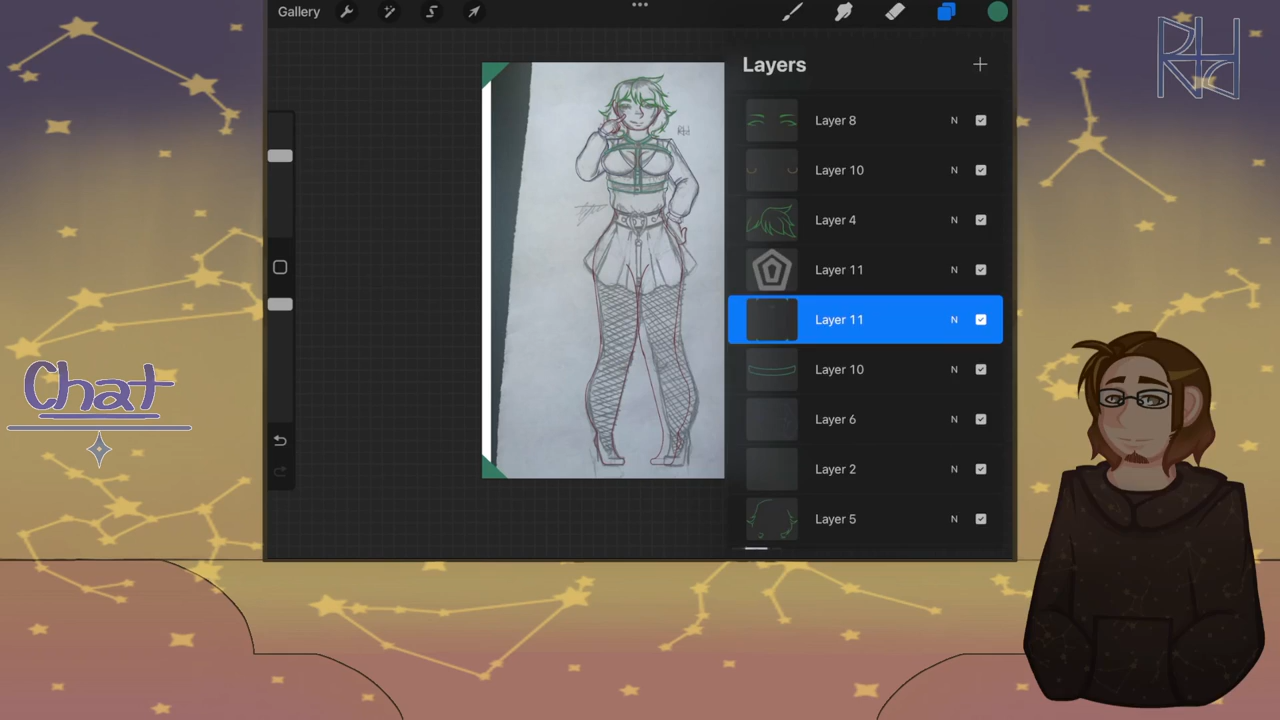 Gallery
Layers
Layer 8 N
Layer 10 N
Layer 4 N
Layer 11 N
Layer 11 N
Layer 10 N
Layer 6 N
Layer 2 N
Layer 5 N
Chat